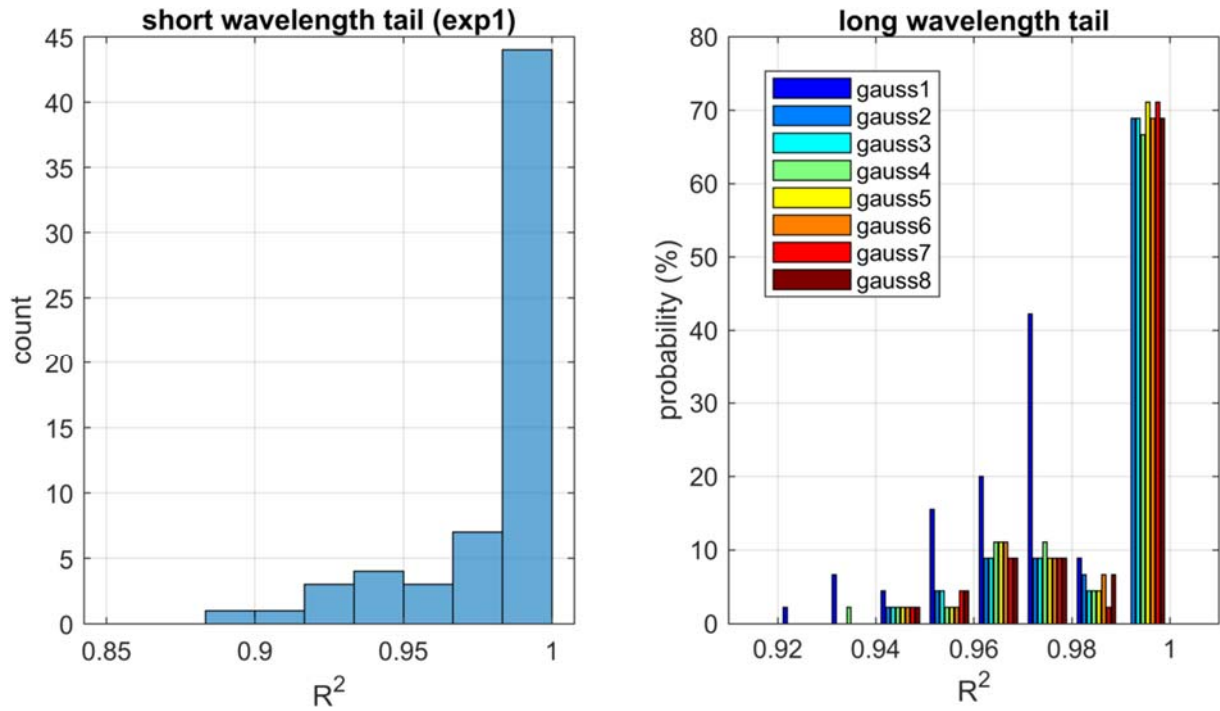 short wavelength tail (exp1)
45
40
35
30
25
20
15
10
5
0
count
0.85
0.9
0.95
1
R²
long wavelength tail
80
70
60
50
40
30
20
10
0
probability (%)
gauss1
gauss2
gauss3
gauss4
gauss5
gauss6
gauss7
gauss8
0.92
0.94
0.96
0.98
1
R²